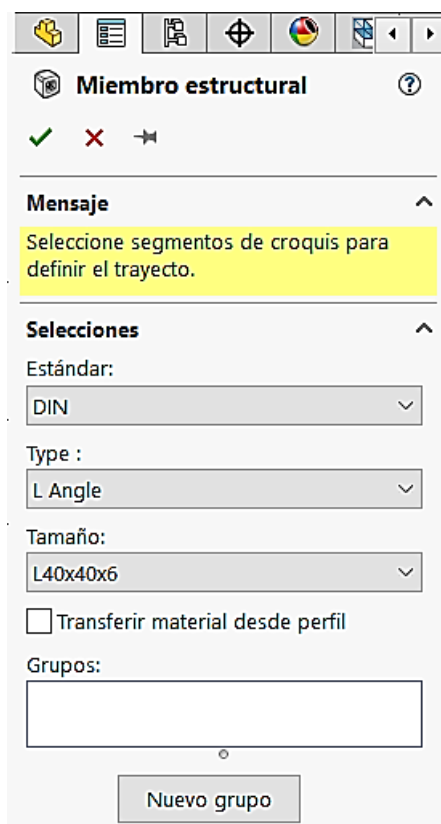 Miembro estructural
Mensaje
Seleccione segmentos de croquis para
definir el trayecto.
Selecciones
Estándar:
DIN
Type :
L Angle
Tamaño:
L40x40x6
Transferir material desde perfil
Grupos:
Nuevo grupo